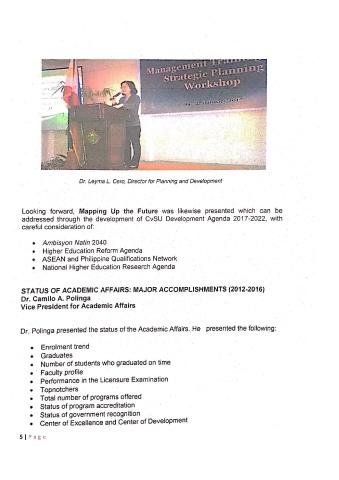 Management Training
Strategic Planning
Workshop
Dr. Leyma L. Cero, Director for Planning and Development
Looking forward, Mapping Up the Future was likewise presented which can be
addressed through the development of CvSU Development Agenda 2017-2022, with
careful consideration of:
• Ambisyon Natin 2040
• Higher Education Reform Agenda
• ASEAN and Philippine Qualifications Network
• National Higher Education Research Agenda
STATUS OF ACADEMIC AFFAIRS: MAJOR ACCOMPLISHMENTS (2012-2016)
Dr. Camilo A. Polinga
Vice President for Academic Affairs
Dr. Polinga presented the status of the Academic Affairs. He presented the following:
• Enrolment trend
• Graduates
• Number of students who graduated on time
• Faculty profile
• Performance in the Licensure Examination
• Topnotchers
• Total number of programs offered
• Status of program accreditation
• Status of government recognition
• Center of Excellence and Center of Development
5 | P a g e